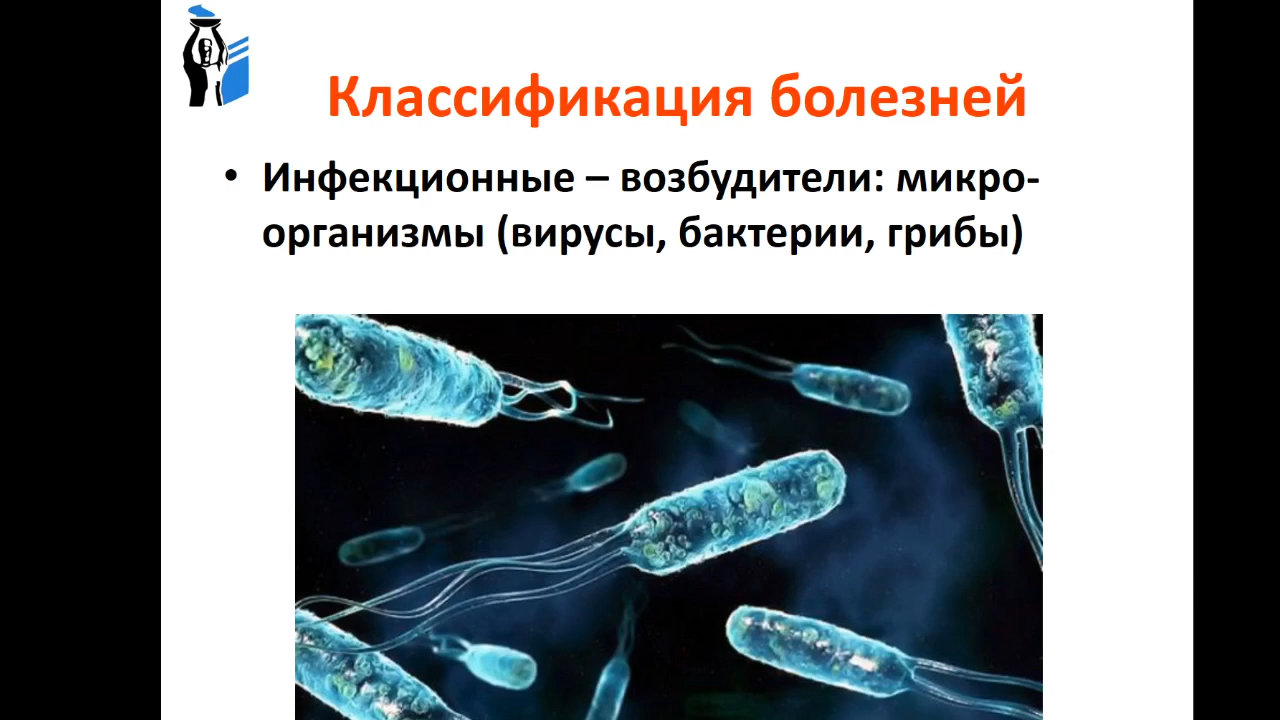 Классификация болезней
• Инфекционные – возбудители: микро-
организмы (вирусы, бактерии, грибы)